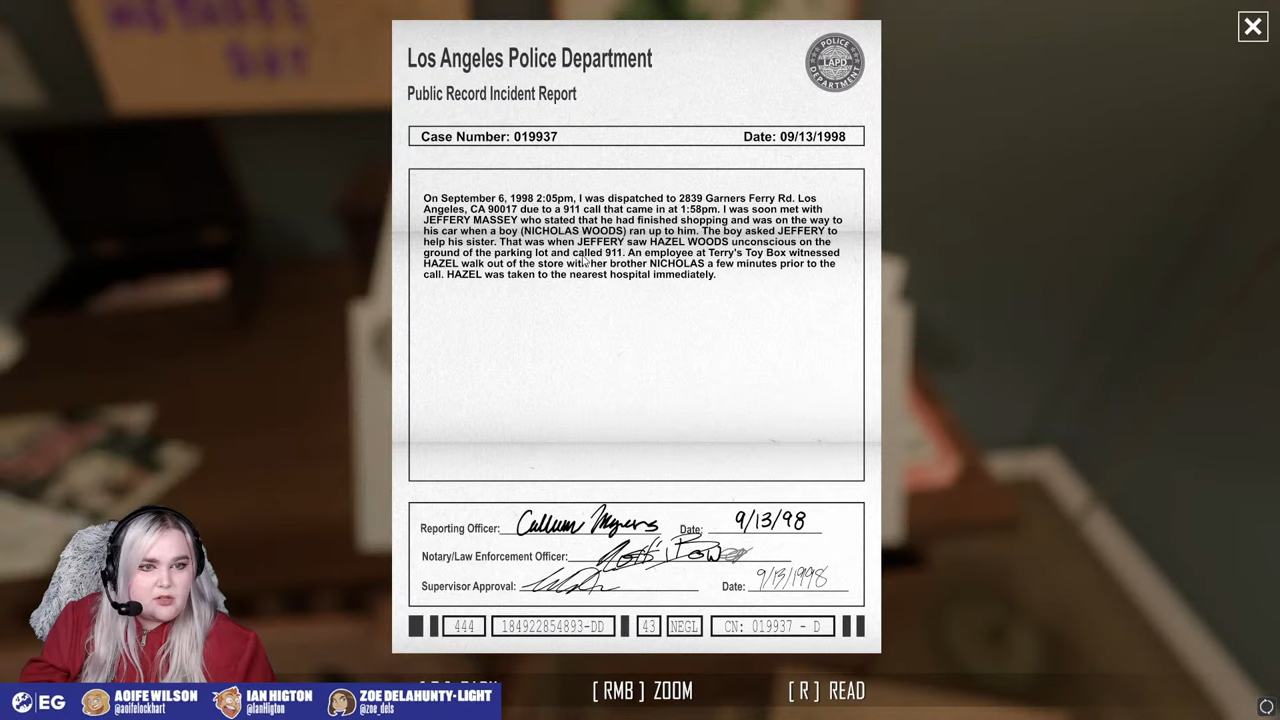 MOTHERS
DAY
Los Angeles Police Department
POLICE
LAPD
DEPARTMENT
Public Record Incident Report
Case Number: 019937 Date: 09/13/1998
On September 6, 1998 2:05pm, I was dispatched to 2839 Garners Ferry Rd. Los
Angeles, CA 90017 due to a 911 call that came in at 1:58pm. I was soon met with
JEFFERY MASSEY who stated that he had finished shopping and was on the way to
his car when a boy (NICHOLAS WOODS) ran up to him. The boy asked JEFFERY to
help his sister. That was when JEFFERY saw HAZEL WOODS unconscious on the
ground of the parking lot and called 911. An employee at Terry's Toy Box witnessed
HAZEL walk out of the store with her brother NICHOLAS a few minutes prior to the
call. HAZEL was taken to the nearest hospital immediately.
Reporting Officer: Callum Myers Date: 9/13/98
Notary/Law Enforcement Officer:
Supervisor Approval: Date: 9/13/1998
444 184922854893-DD 43 NEGL CN: 019937 - D
[ RMB ] ZOOM [ R ] READ
EG AOIFE WILSON @aoifelockhart IAN HIGTON @IanHigton ZOE DELAHUNTY-LIGHT @zoe_dels